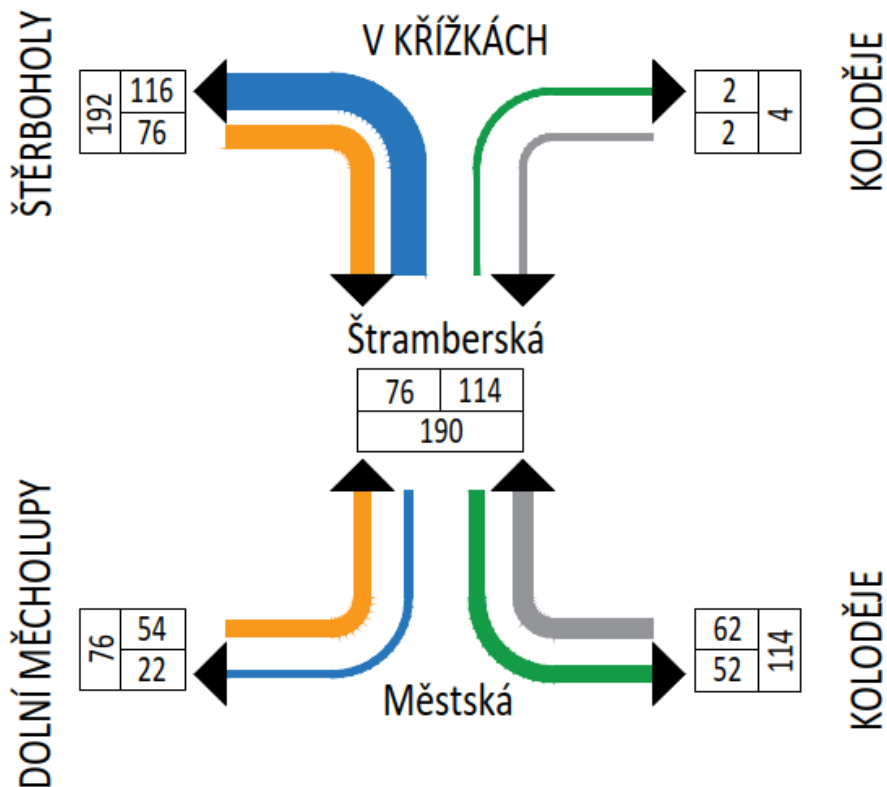 V KŘÍŽKÁCH
ŠTĚRBOHOLY
192
116
76
2
2
4
KOLODĚJE
Štramberská
76
114
190
DOLNÍ MĚCHOLUPY
76
54
22
Městská
62
52
114
KOLODĚJE